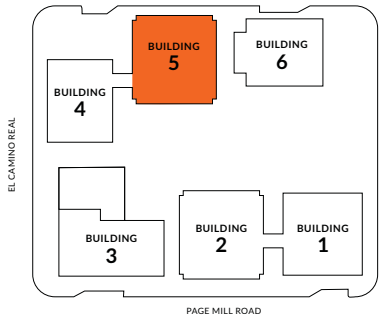 BUILDING
5
BUILDING
6
BUILDING
4
EL CAMINO REAL
BUILDING
3
BUILDING
2
BUILDING
1
PAGE MILL ROAD